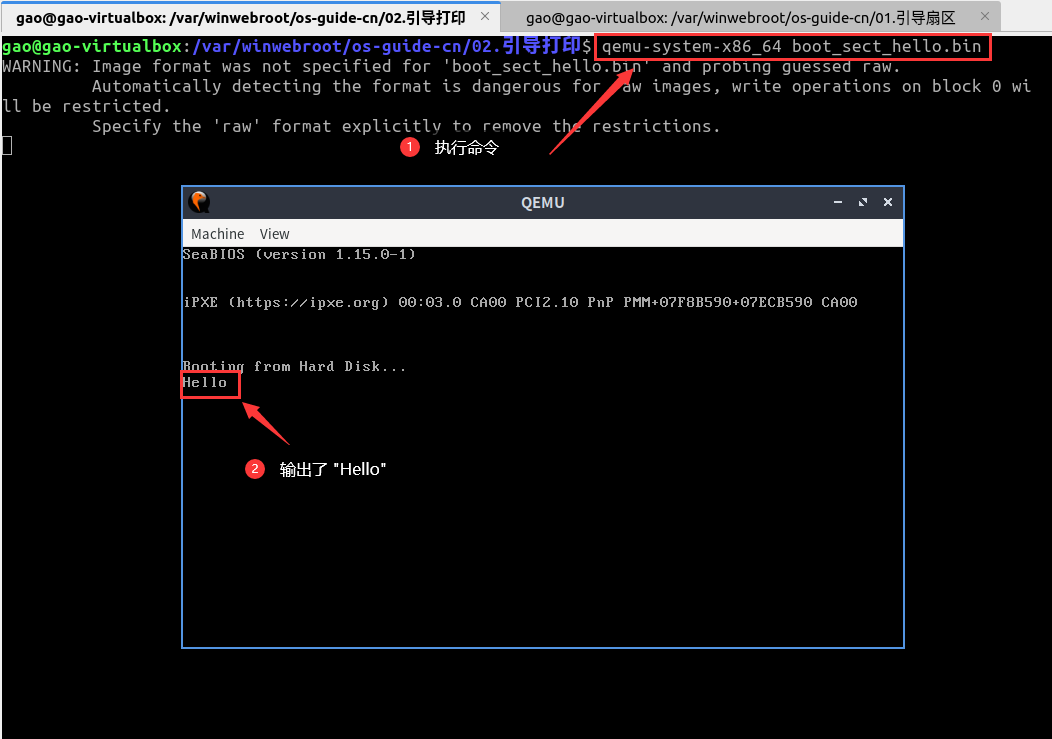 gao@gao-virtualbox: /var/winwebroot/os-guide-cn/02.引导打印 × gao@gao-virtualbox: /var/winwebroot/os-guide-cn/01.引导扇区 ×
gao@gao-virtualbox:/var/winwebroot/os-guide-cn/02.引导打印$ qemu-system-x86_64 boot_sect_hello.bin
WARNING: Image format was not specified for 'boot_sect_hello.bin' and probing guessed raw.
Automatically detecting the format is dangerous for raw images, write operations on block 0 wi
ll be restricted.
Specify the 'raw' format explicitly to remove the restrictions.
1 执行命令
QEMU
Machine View
SeaBIOS (version 1.15.0-1)
iPXE (https://ipxe.org) 00:03.0 CA00 PCI2.10 PnP PMM+07F8B590+07ECB590 CA00
Booting from Hard Disk...
Hello
2 输出了 "Hello"